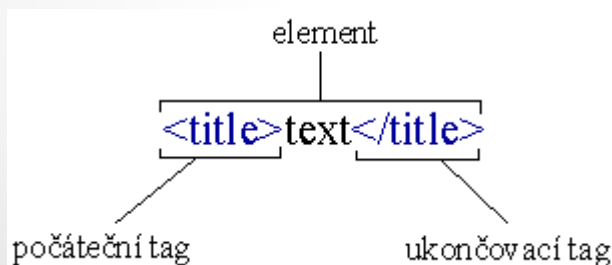 element
<title>text</title>
počáteční tag
ukončovací tag